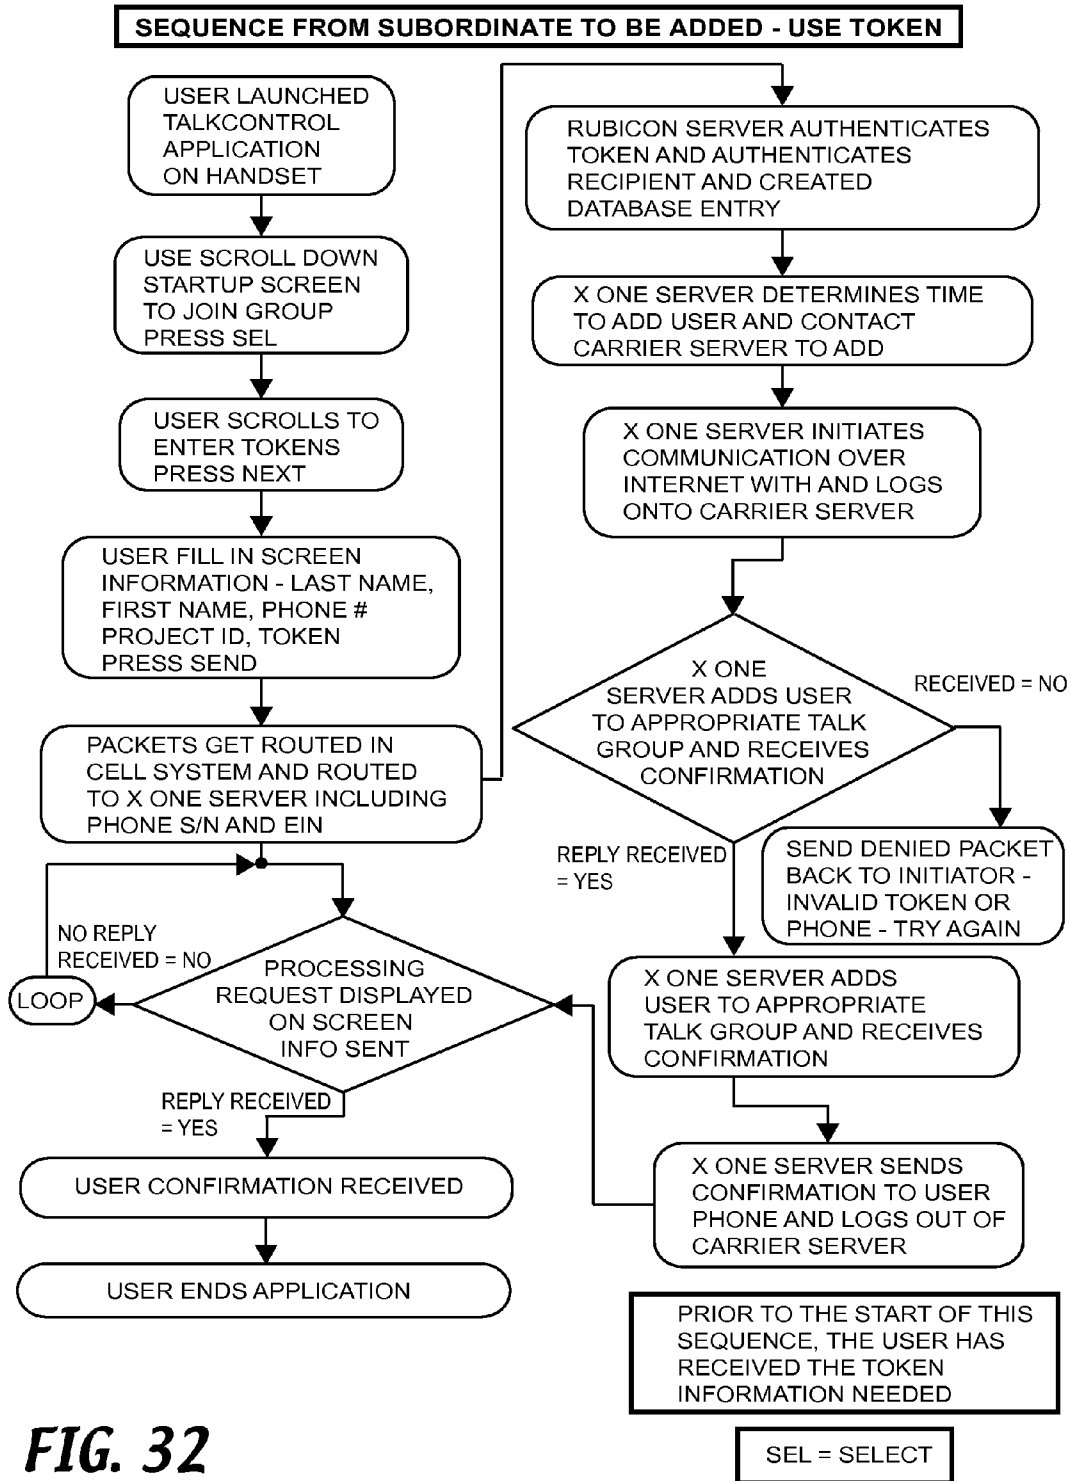 SEQUENCE FROM SUBORDINATE TO BE ADDED - USE TOKEN
USER LAUNCHED
TALKCONTROL
APPLICATION
ON HANDSET
USE SCROLL DOWN
STARTUP SCREEN
TO JOIN GROUP
PRESS SEL
USER SCROLLS TO
ENTER TOKENS
PRESS NEXT
USER FILL IN SCREEN
INFORMATION - LAST NAME,
FIRST NAME, PHONE #
PROJECT ID, TOKEN
PRESS SEND
PACKETS GET ROUTED IN
CELL SYSTEM AND ROUTED
TO X ONE SERVER INCLUDING
PHONE S/N AND EIN
NO REPLY
RECEIVED = NO
LOOP
PROCESSING
REQUEST DISPLAYED
ON SCREEN
INFO SENT
REPLY RECEIVED
= YES
USER CONFIRMATION RECEIVED
USER ENDS APPLICATION
RUBICON SERVER AUTHENTICATES
TOKEN AND AUTHENTICATES
RECIPIENT AND CREATED
DATABASE ENTRY
X ONE SERVER DETERMINES TIME
TO ADD USER AND CONTACT
CARRIER SERVER TO ADD
X ONE SERVER INITIATES
COMMUNICATION OVER
INTERNET WITH AND LOGS
ONTO CARRIER SERVER
X ONE
SERVER ADDS USER
TO APPROPRIATE TALK
GROUP AND RECEIVES
CONFIRMATION
RECEIVED = NO
SEND DENIED PACKET
BACK TO INITIATOR -
INVALID TOKEN OR
PHONE - TRY AGAIN
REPLY RECEIVED
= YES
X ONE SERVER ADDS
USER TO APPROPRIATE
TALK GROUP AND RECEIVES
CONFIRMATION
X ONE SERVER SENDS
CONFIRMATION TO USER
PHONE AND LOGS OUT OF
CARRIER SERVER
PRIOR TO THE START OF THIS
SEQUENCE, THE USER HAS
RECEIVED THE TOKEN
INFORMATION NEEDED
SEL = SELECT
FIG. 32